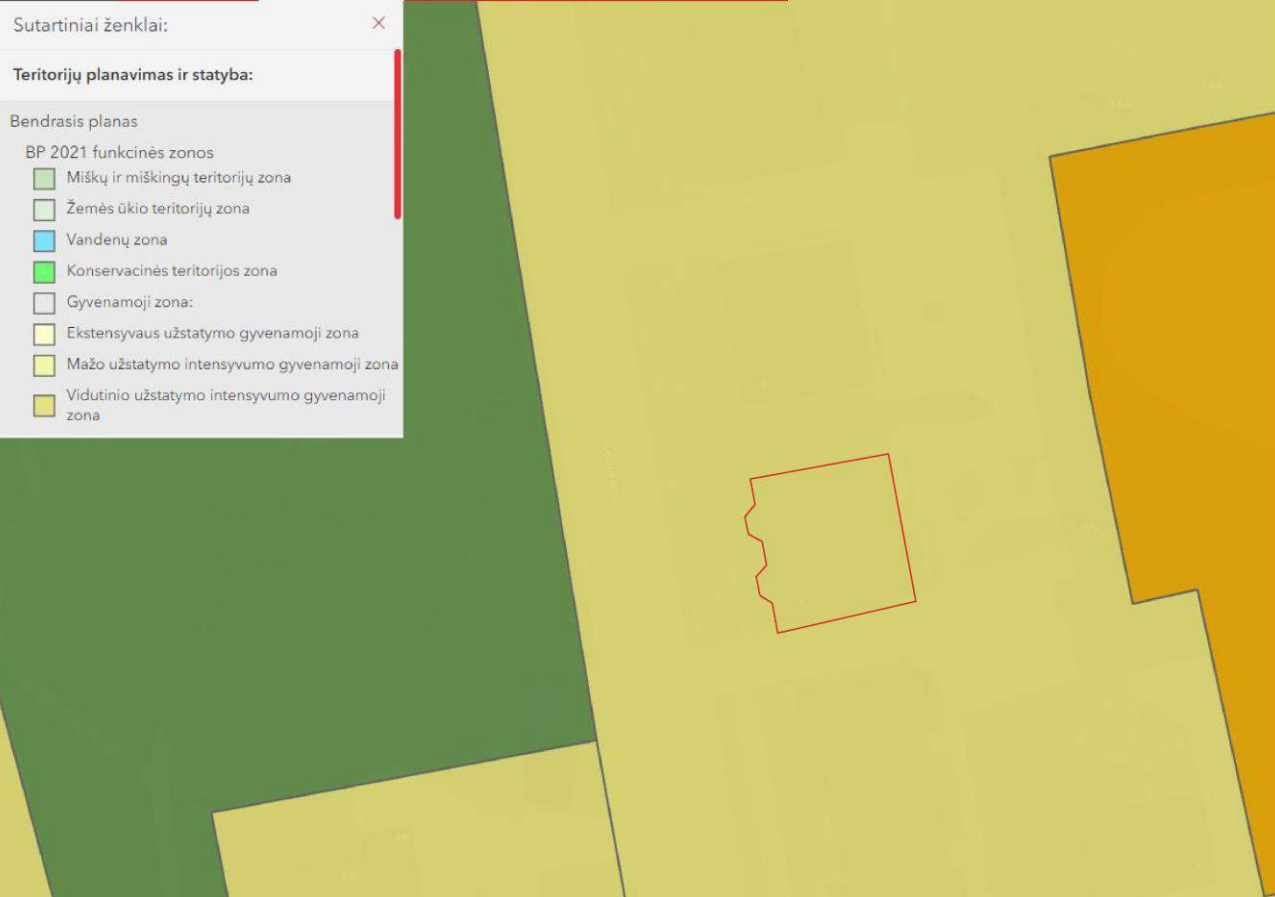 Sutartiniai ženklai:
Teritorijų planavimas ir statyba:
Bendrasis planas
BP 2021 funkcinės zonos
Miškų ir miškingų teritorijų zona
Žemės ūkio teritorijų zona
Vandenų zona
Konservacinės teritorijos zona
Gyvenamoji zona:
Ekstensyvaus užstatymo gyvenamoji zona
Mažo užstatymo intensyvumo gyvenamoji zona
Vidutinio užstatymo intensyvumo gyvenamoji
zona